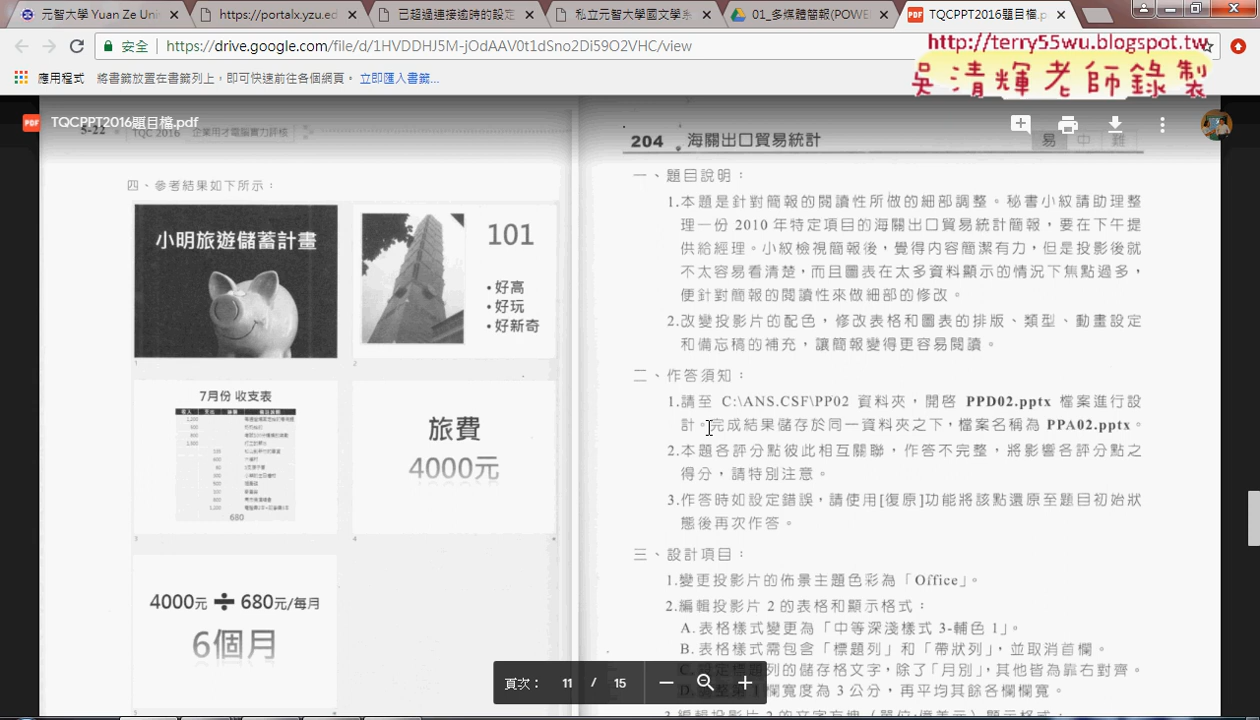 元智大學 Yuan Ze Uni
https://portalx.yzu.ed
已超過連接逾時的設定
私立元智大學國文學系
01_多媒體簡報(POWE
TQCPPT2016題目檔.p
安全
https://drive.google.com/file/d/1HVDDHJ5M-jOdAAV0t1dSno2Di59O2VHC/view
http://terry55wu.blogspot.tw
應用程式
將書籤放置在書籤列上，即可快速前往各個網頁。
立即匯入書籤...
吳清輝老師錄製
PDF
TQCPPT2016題目檔.pdf
5-22
TQC 2016 企業用才電腦實力評核
四、參考結果如下所示：
小明旅遊儲蓄計畫
1
101
•好高
•好玩
•好新奇
2
7月份 收支表
680
3
旅費
4000元
4
4000元 ÷ 680元/每月
6個月
204
海關出口貿易統計
易 中 難
一、題目說明：
1.本題是針對簡報的閱讀性所做的細部調整。秘書小紋請助理整
理一份 2010 年特定項目的海關出口貿易統計簡報，要在下午提
供給經理。小紋檢視簡報後，覺得內容簡潔有力，但是投影後就
不太容易看清楚，而且圖表在太多資料顯示的情況下焦點過多，
便針對簡報的閱讀性來做細部的修改。
2.改變投影片的配色，修改表格和圖表的排版、類型、動畫設定
和備忘稿的補充，讓簡報變得更容易閱讀。
二、作答須知：
1.請至 C:\ANS.CSF\PP02 資料夾，開啟 PPD02.pptx 檔案進行設
計。完成結果儲存於同一資料夾之下，檔案名稱為 PPA02.pptx。
2.本題各評分點彼此相互關聯，作答不完整，將影響各評分點之
得分，請特別注意。
3.作答時如設定錯誤，請使用[復原]功能將該點還原至題目初始狀
態後再次作答。
三、設計項目：
1.變更投影片的佈景主題色彩為「Office」。
2.編輯投影片 2 的表格和顯示格式：
A.表格樣式變更為「中等深淺樣式 3-輔色 1」。
B.表格樣式需包含「標題列」和「帶狀列」，並取消首欄。
C.設定標題列的儲存格文字，除了「月別」，其他皆為靠右對齊。
D.調整第 1 欄寬度為 3 公分，再平均其餘各欄欄寬。
頁次： 11 / 15